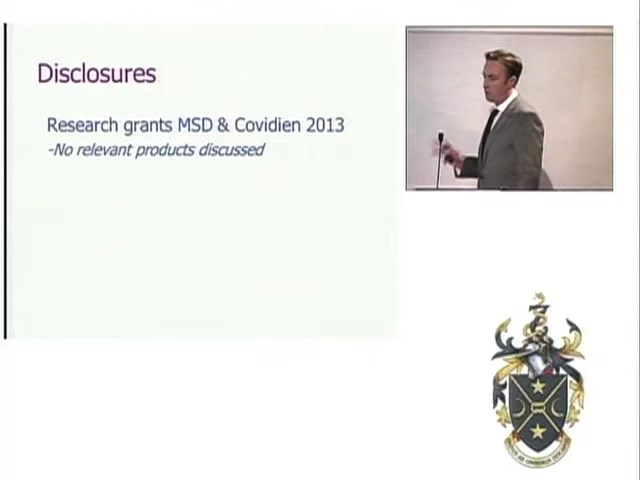 Disclosures
Research grants MSD & Covidien 2013
-No relevant products discussed